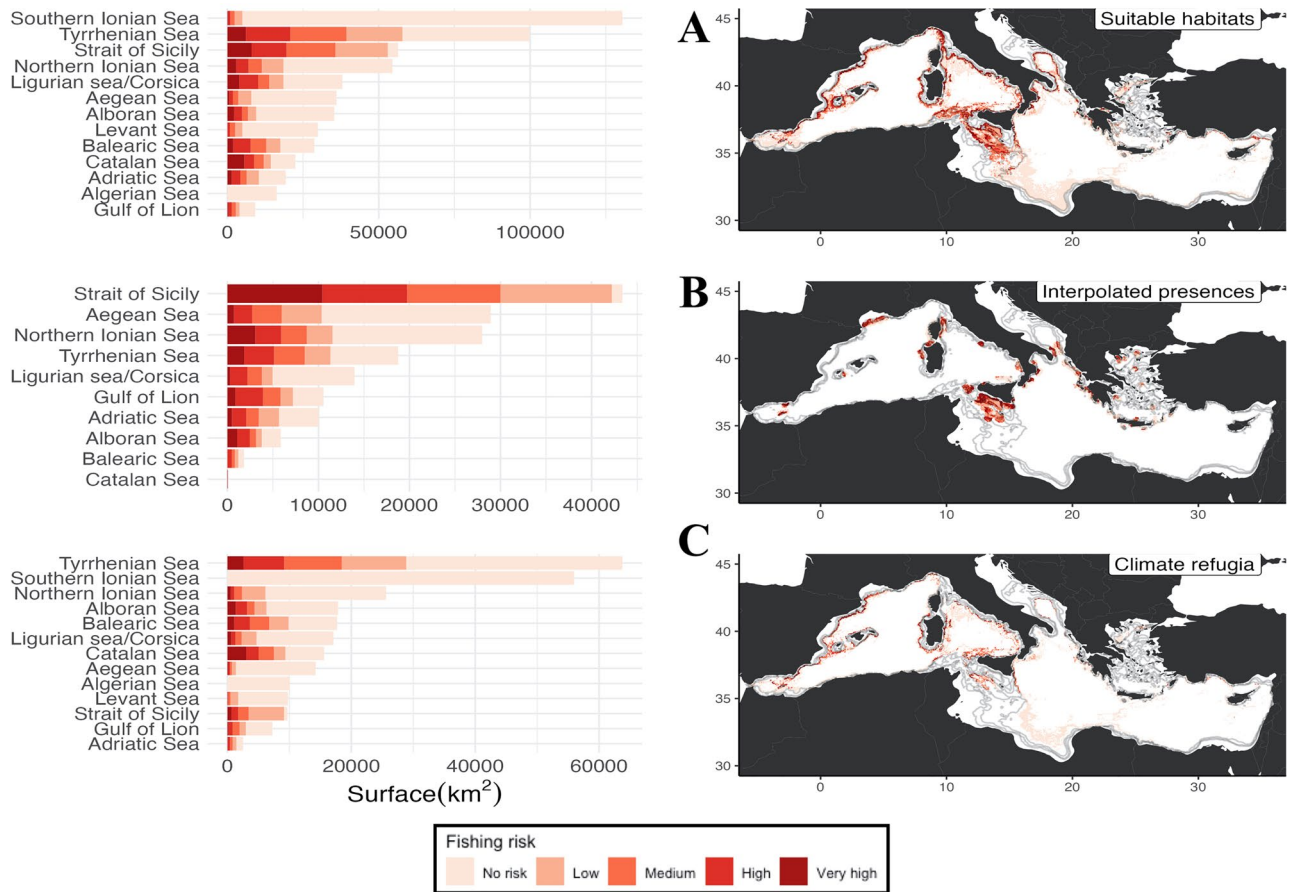 Southern Ionian Sea
Tyrrhenian Sea
Strait of Sicily
Northern Ionian Sea
Ligurian sea/Corsica
Aegean Sea
Alboran Sea
Levant Sea
Balearic Sea
Catalan Sea
Adriatic Sea
Algerian Sea
Gulf of Lion
0 50000 100000
A
Suitable habitats
45
40
35
30
0 10 20 30
Strait of Sicily
Aegean Sea
Northern Ionian Sea
Tyrrhenian Sea
Ligurian sea/Corsica
Gulf of Lion
Adriatic Sea
Alboran Sea
Balearic Sea
Catalan Sea
0 10000 20000 30000 40000
B
Interpolated presences
45
40
35
30
0 10 20 30
Tyrrhenian Sea
Southern Ionian Sea
Northern Ionian Sea
Alboran Sea
Balearic Sea
Ligurian sea/Corsica
Catalan Sea
Aegean Sea
Algerian Sea
Levant Sea
Strait of Sicily
Gulf of Lion
Adriatic Sea
0 20000 40000 60000
Surface(km²)
C
Climate refugia
45
40
35
30
0 10 20 30
Fishing risk
No risk Low Medium High Very high